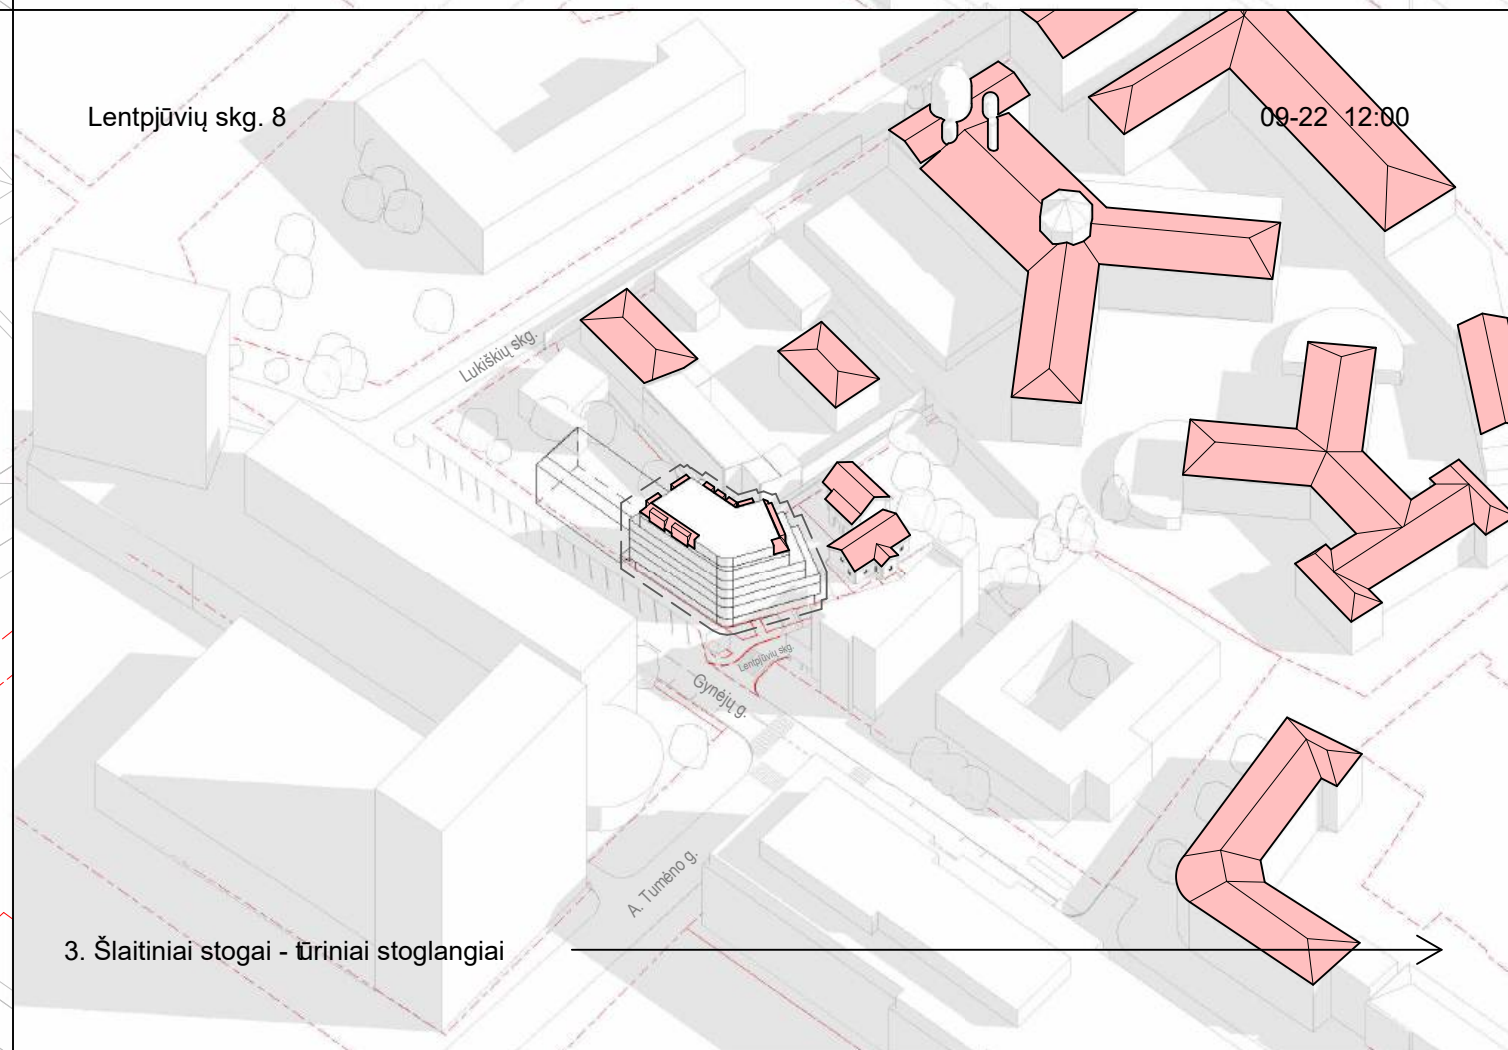 Lentpjūvių skg. 8
09-22 12:00
Lukiškių skg.
Lentpjūvių skg.
Gynėjų g.
A. Tumėno g.
3. Šlaitiniai stogai - tūriniai stoglangiai